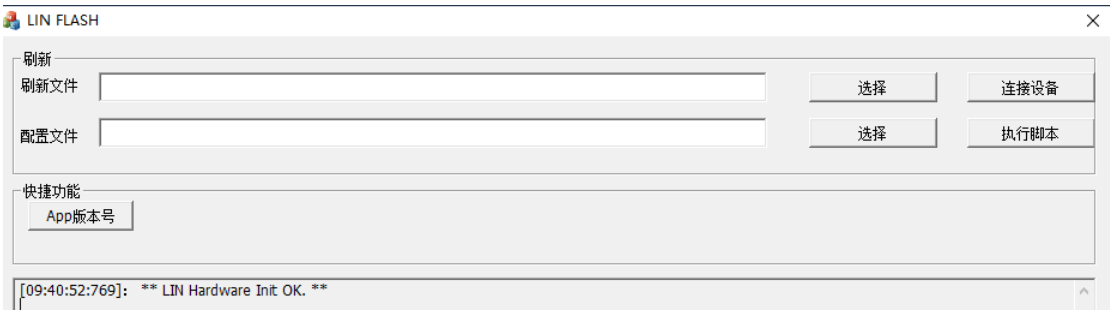 LIN FLASH
刷新
刷新文件 选择 连接设备
配置文件 选择 执行脚本
快捷功能
App版本号
[09:40:52:769]: ** LIN Hardware Init OK. **